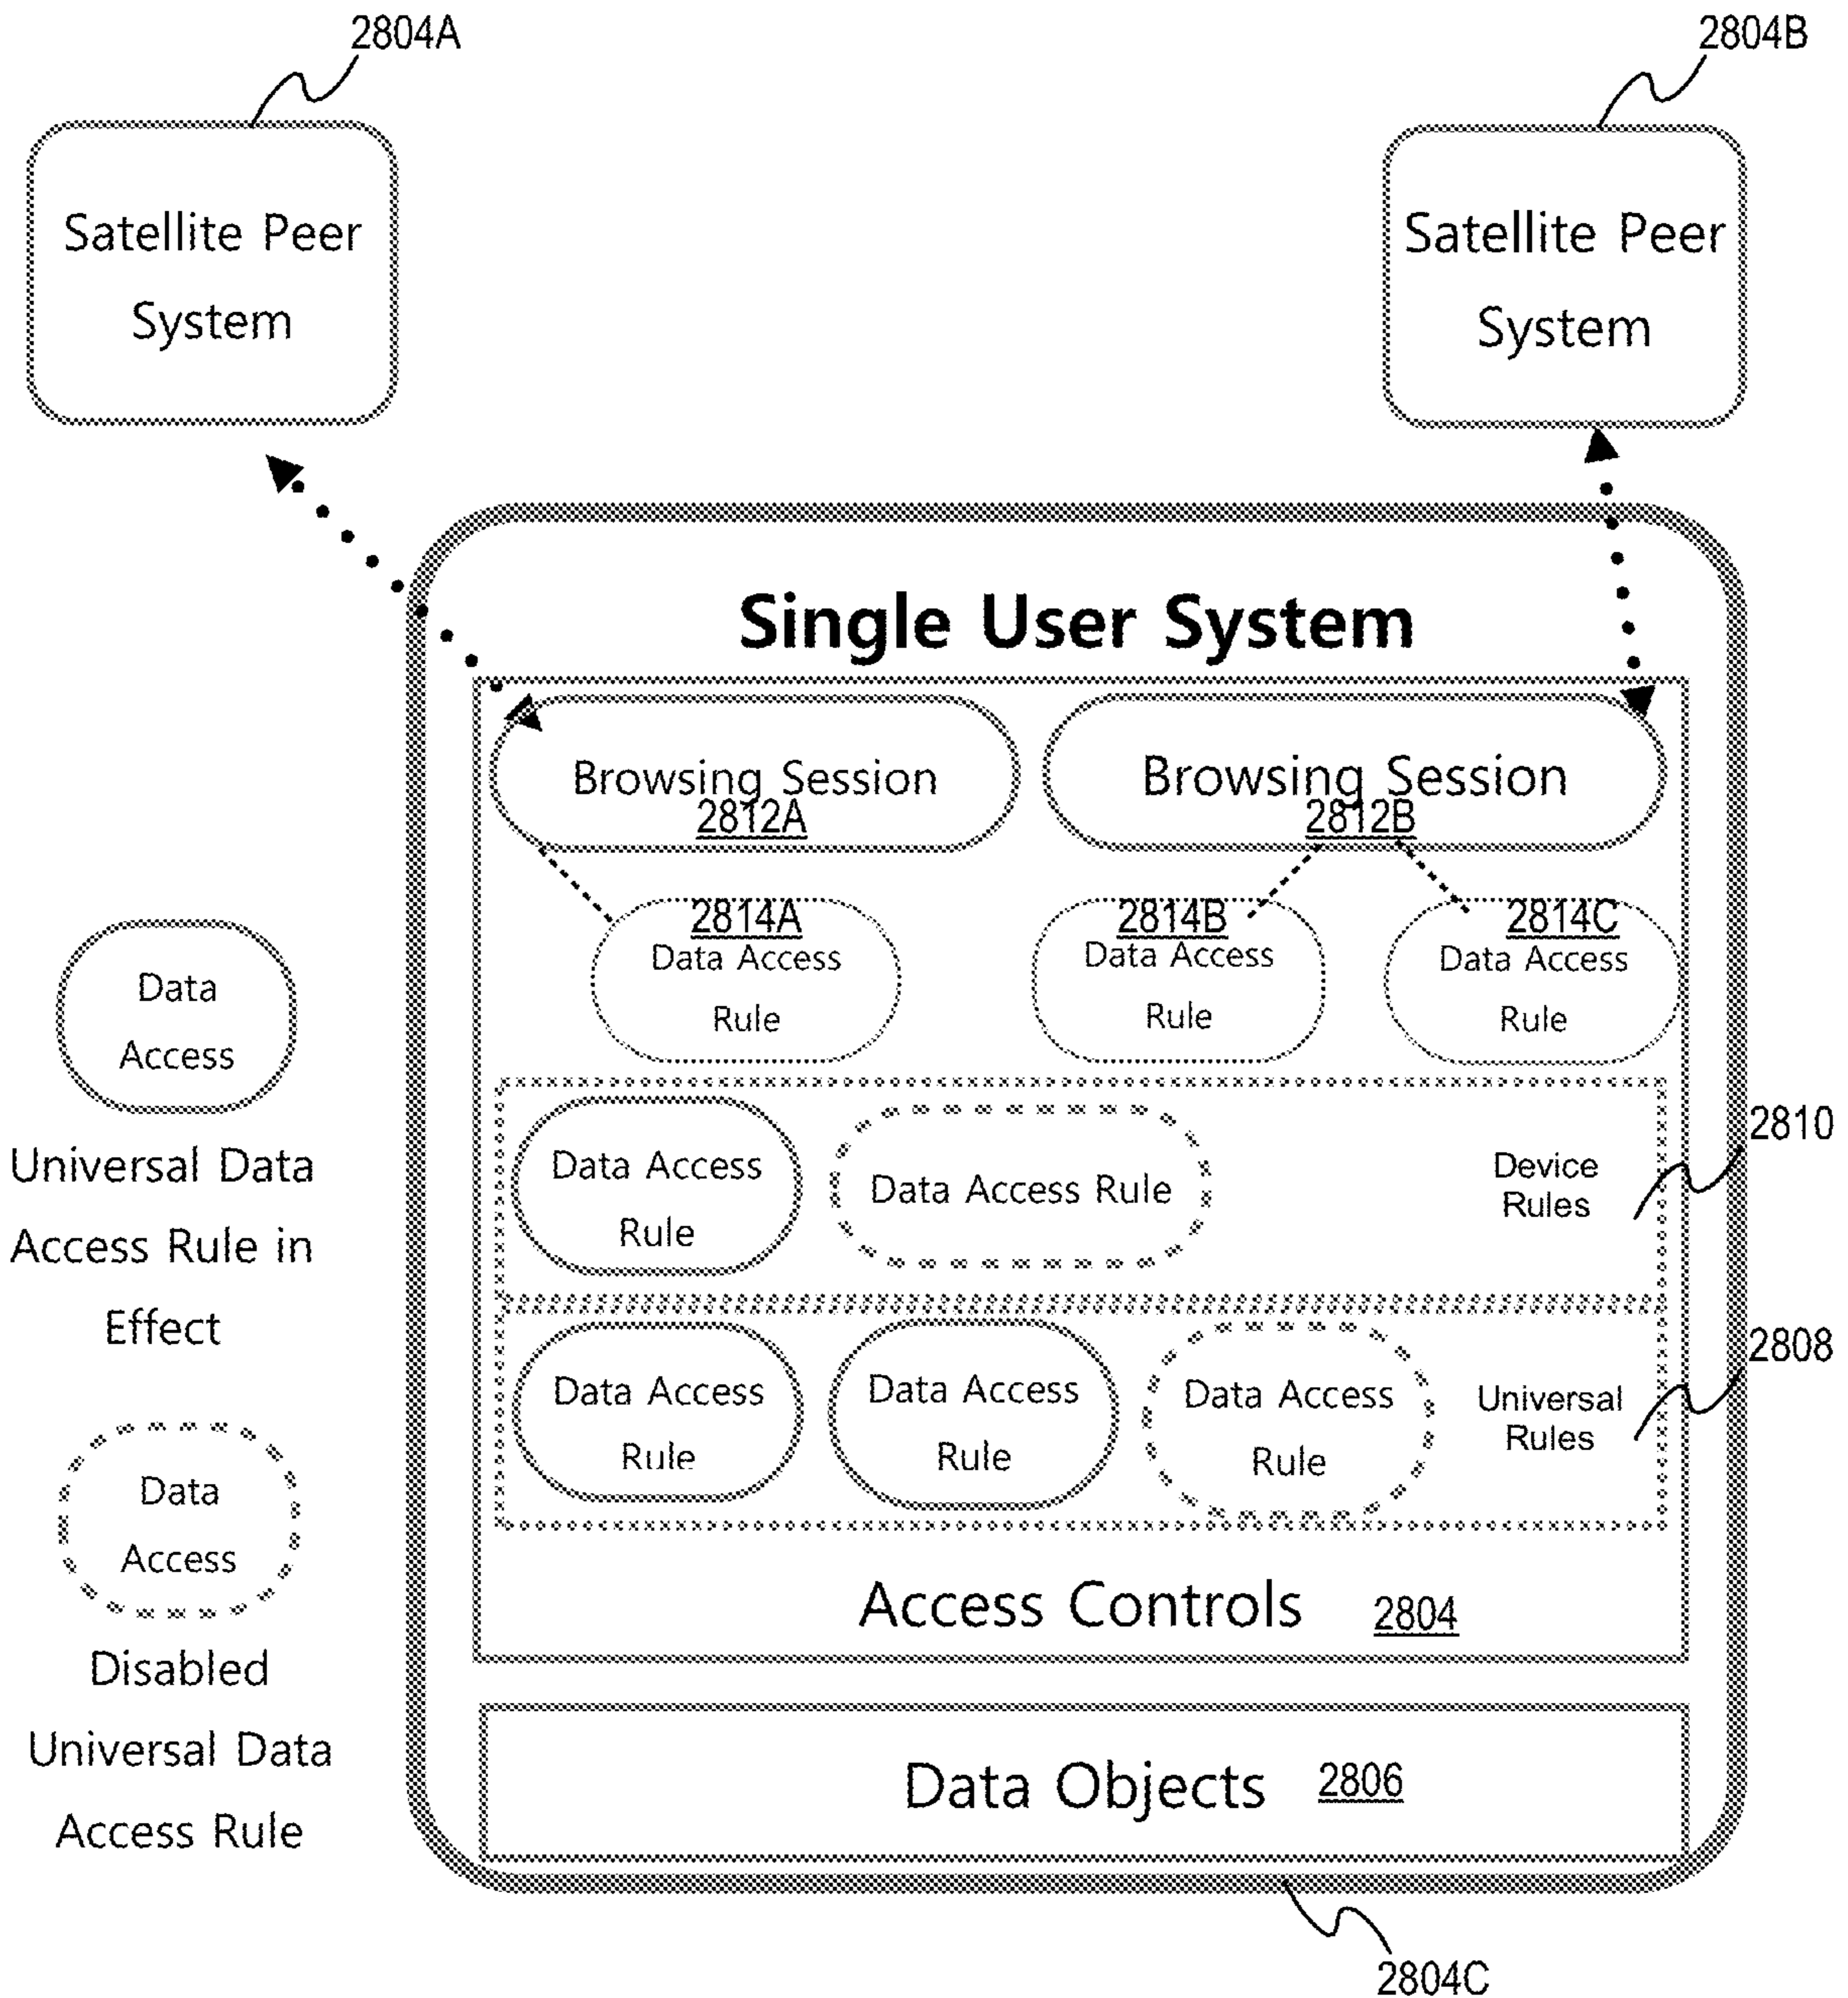 2804A
2804B
Satellite Peer
System
Satellite Peer
System
Single User System
Browsing Session
2812A
Browsing Session
2812B
2814A
Data Access
Rule
2814B
Data Access
Rule
2814C
Data Access
Rule
Data
Access
Universal Data
Access Rule in
Effect
Data Access
Rule
Data Access Rule
Device
Rules
2810
Data Access
Rule
Data Access
Rule
Data Access
Rule
Universal
Rules
2808
Data
Access
Disabled
Universal Data
Access Rule
Access Controls 2804
Data Objects 2806
2804C